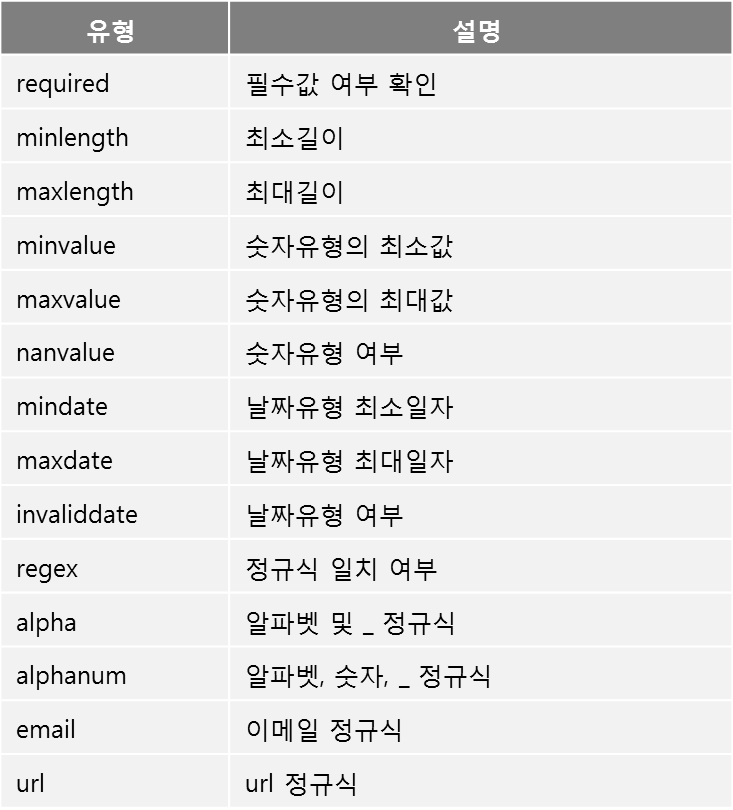 유형 설명
required 필수값 여부 확인
minlength 최소길이
maxlength 최대길이
minvalue 숫자유형의 최소값
maxvalue 숫자유형의 최대값
nanvalue 숫자유형 여부
mindate 날짜유형 최소일자
maxdate 날짜유형 최대일자
invaliddate 날짜유형 여부
regex 정규식 일치 여부
alpha 알파벳 및 _ 정규식
alphanum 알파벳, 숫자, _ 정규식
email 이메일 정규식
url url 정규식